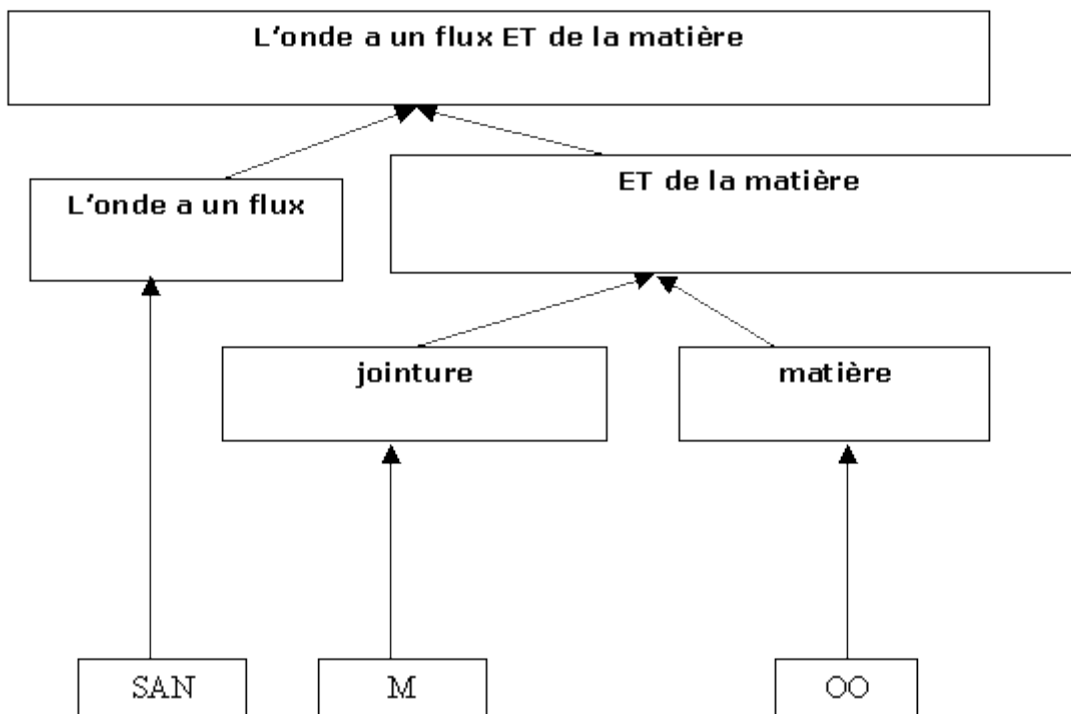 L'onde a un flux ET de la matière
ET de la matière
L'onde a un flux
jointure
matière
SAN
M
OO